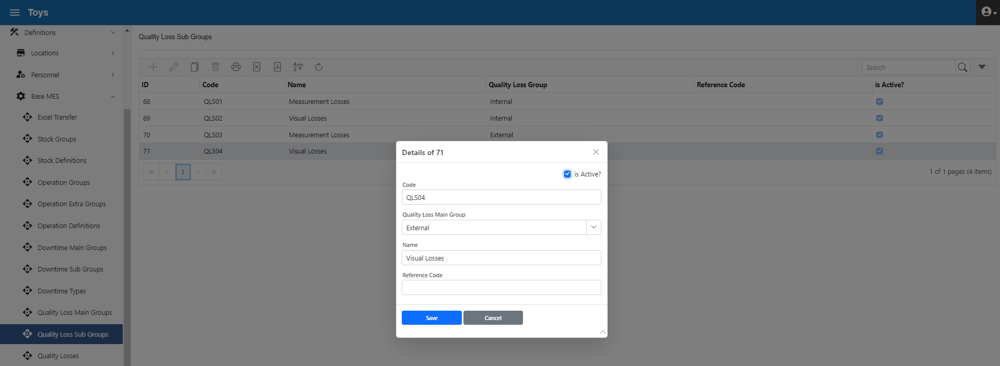 Toys
Definitions
Locations
Personnel
Base MES
Excel Transfer
Stock Groups
Stock Definitions
Operation Groups
Operation Extra Groups
Operation Definitions
Downtime Main Groups
Downtime Sub Groups
Downtime Types
Quality Loss Main Groups
Quality Loss Sub Groups
Quality Losses
Quality Loss Sub Groups
Search
ID Code Name Quality Loss Group Reference Code is Active?
68 QLS01 Measurement Losses Internal
69 QLS02 Visual Losses Internal
70 QLS03 Measurement Losses External
71 QLS04 Visual Losses
« ‹ 1 › »
1 of 1 pages (4 items)
Details of 71
is Active?
Code
QLS04
Quality Loss Main Group
External
Name
Visual Losses
Reference Code
Save Cancel